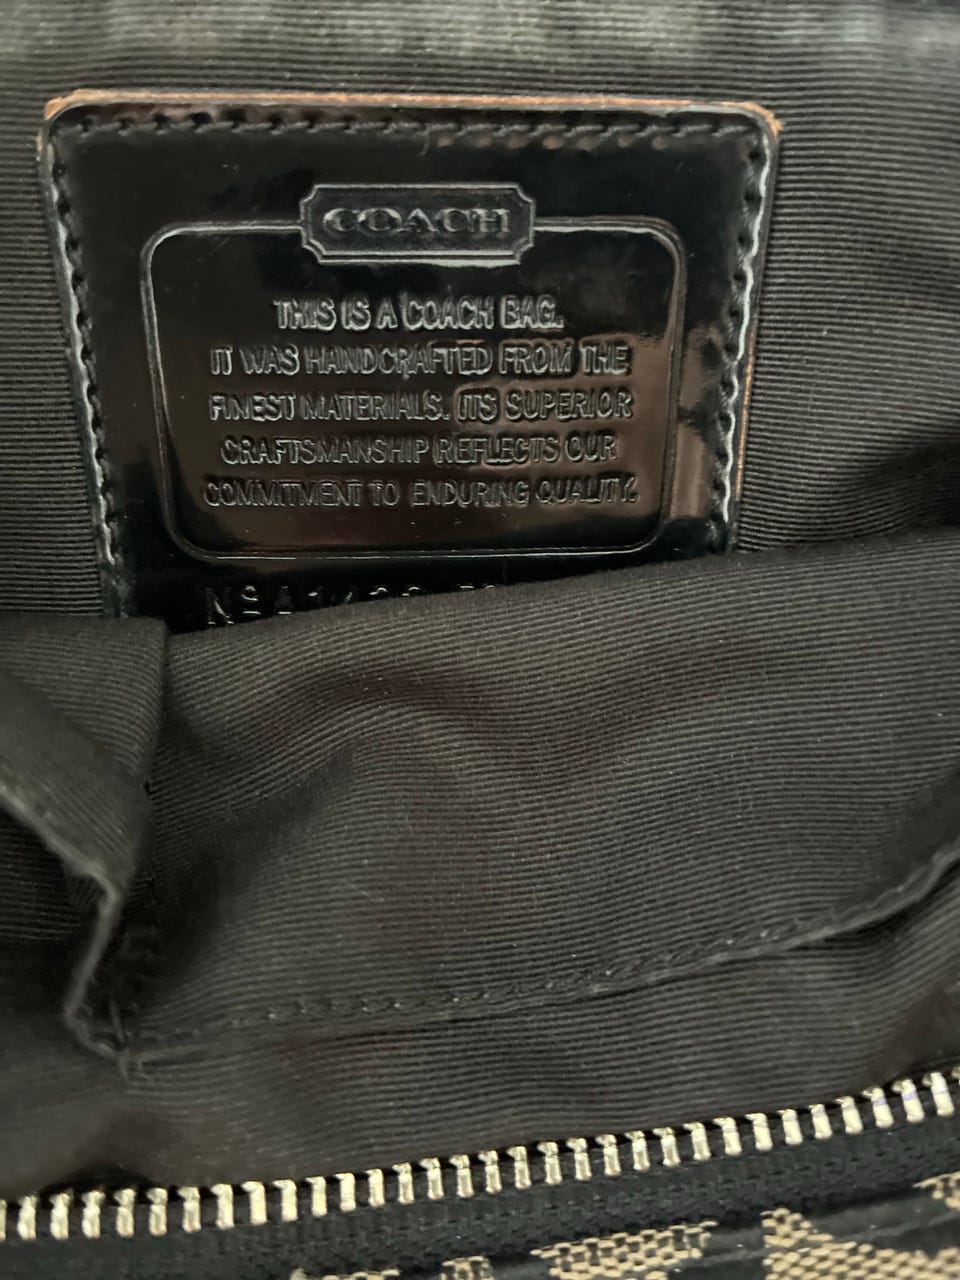 COACH
THIS IS A COACH BAG.
IT WAS HANDCRAFTED FROM THE
FINEST MATERIALS. ITS SUPERIOR
CRAFTSMANSHIP REFLECTS OUR
COMMITMENT TO ENDURING QUALITY.
Nº